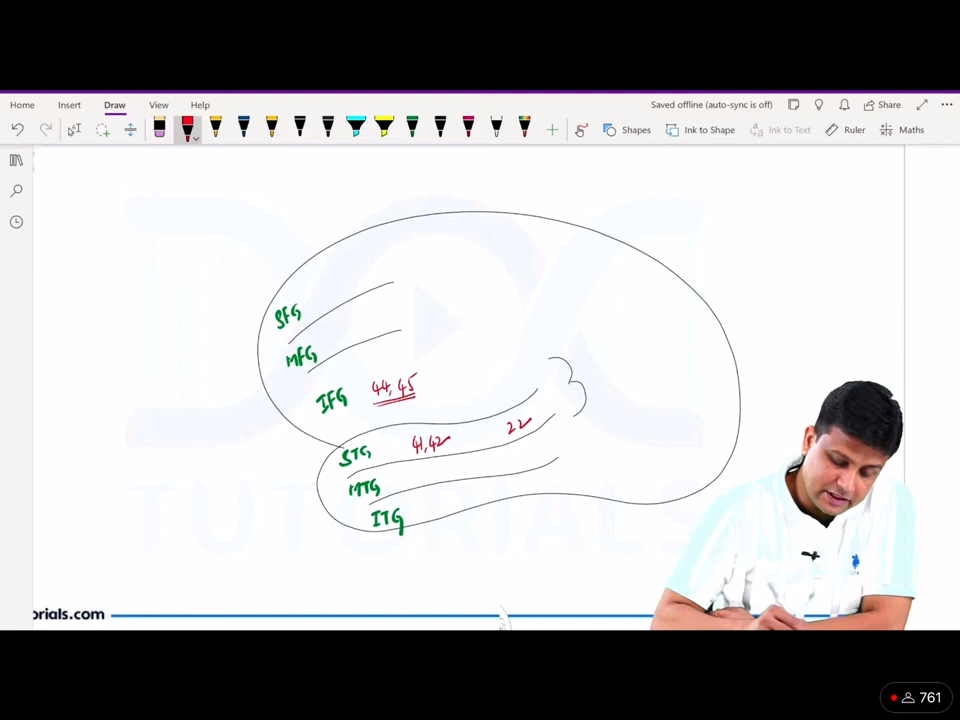 Home Insert Draw View Help Saved offline (auto-sync is off) Share
Shapes Ink to Shape Ink to Text Ruler Maths
SFG
MFG
IFG 44, 45
STG 41, 42 22
MTG
ITG
TUTORIALS
orials.com
761